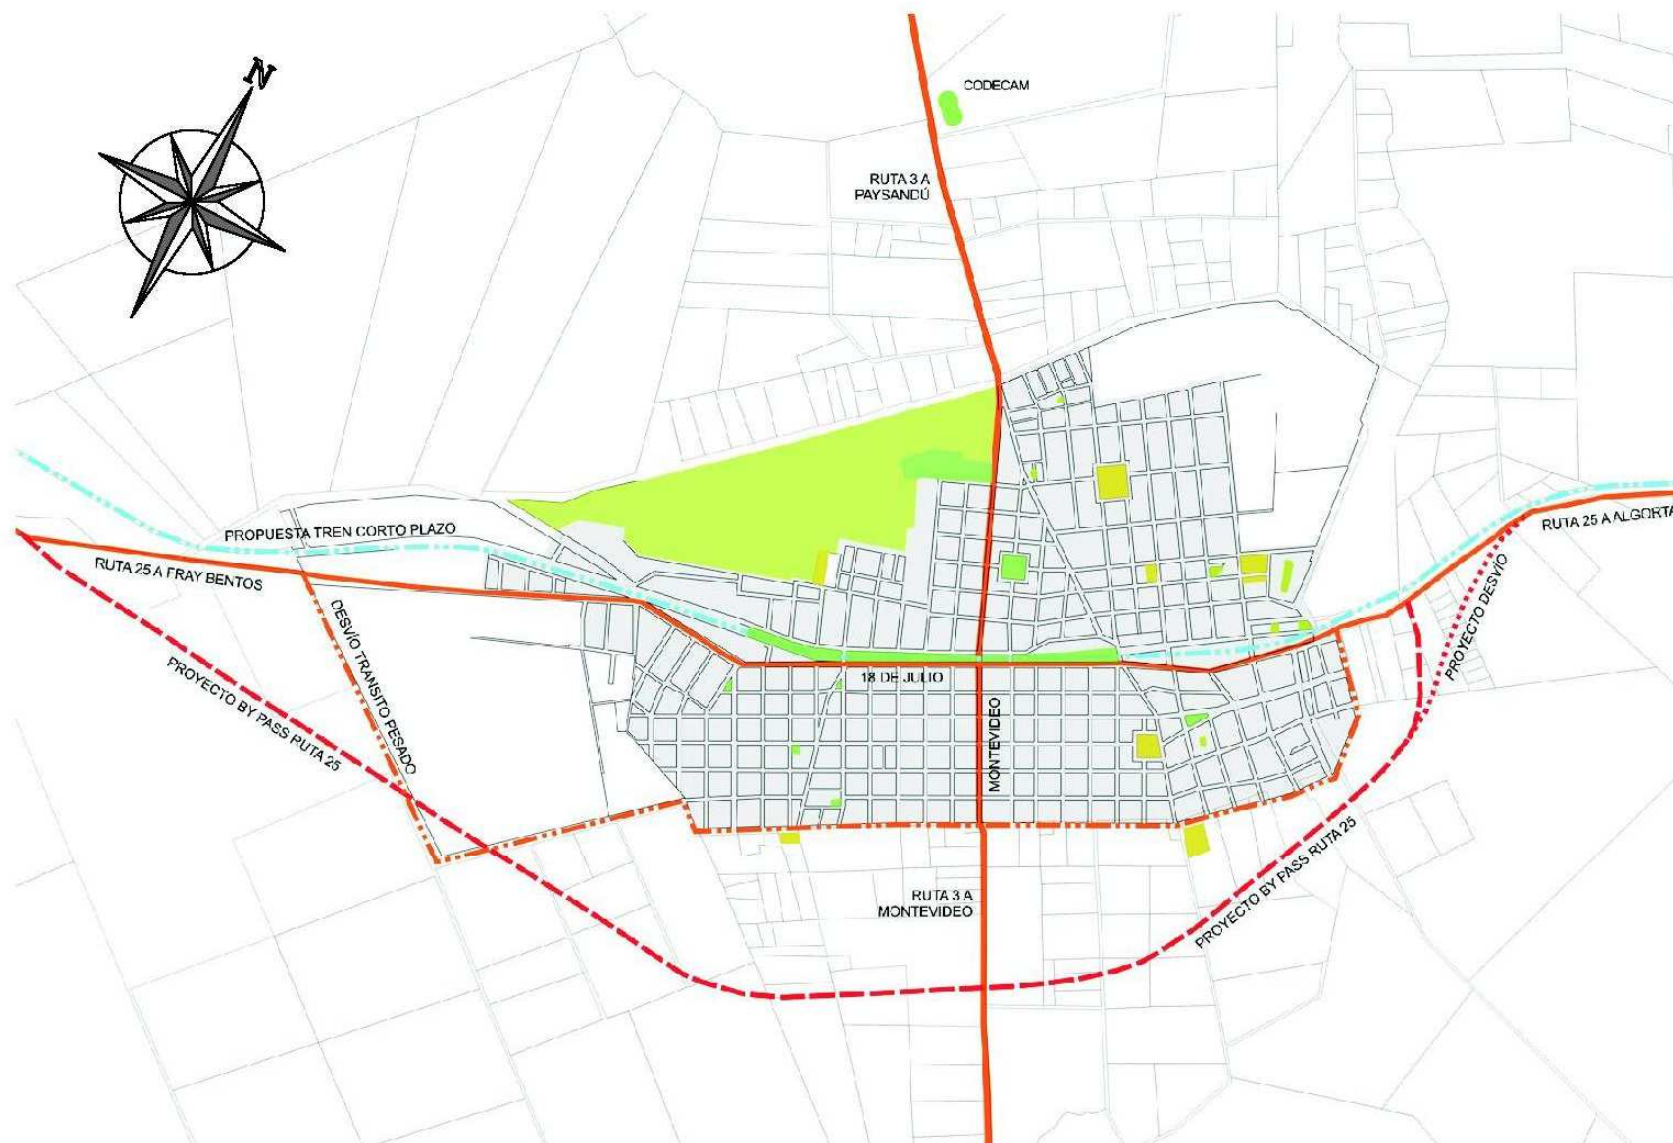 N
CODECAM
RUTA 3 A
PAYSANDÚ
PROPUESTA TREN CORTO PLAZO
RUTA 25 A ALGORTA
RUTA 25 A FRAY BENTOS
PROYECTO DESVÍO
DESVÍO TRANSITO PESADO
PROYECTO BY PASS RUTA 25
18 DE JULIO
MONTEVIDEO
RUTA 3 A
MONTEVIDEO
PROYECTO BY PASS RUTA 25